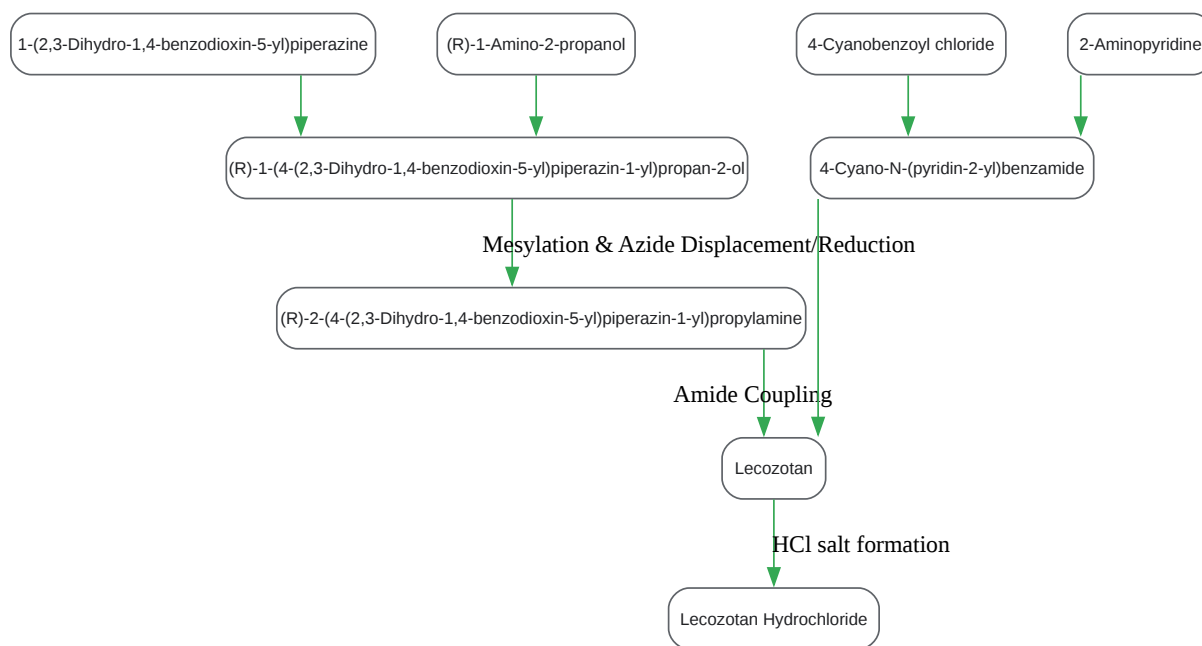 1-(2,3-Dihydro-1,4-benzodioxin-5-yl)piperazine
(R)-1-Amino-2-propanol
4-Cyanobenzoyl chloride
2-Aminopyridine
(R)-1-(4-(2,3-Dihydro-1,4-benzodioxin-5-yl)piperazin-1-yl)propan-2-ol
4-Cyano-N-(pyridin-2-yl)benzamide
Mesylation & Azide Displacement/Reduction
(R)-2-(4-(2,3-Dihydro-1,4-benzodioxin-5-yl)piperazin-1-yl)propylamine
Amide Coupling
Lecozotan
HCl salt formation
Lecozotan Hydrochloride